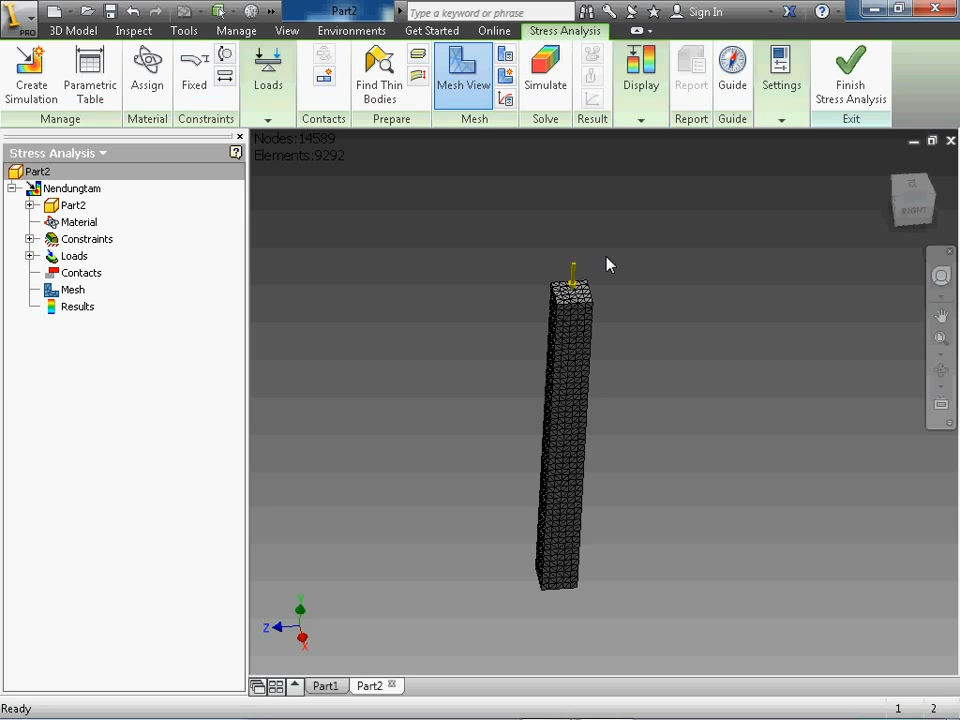 PRO
Part2
Type a keyword or phrase
Sign In
3D Model
Inspect
Tools
Manage
View
Environments
Get Started
Online
Stress Analysis
Create
Simulation
Parametric
Table
Assign
Fixed
Loads
Find Thin
Bodies
Mesh View
Simulate
Display
Report
Guide
Settings
Finish
Stress Analysis
Manage
Material
Constraints
Contacts
Prepare
Mesh
Solve
Result
Report
Guide
Exit
Stress Analysis
Part2
Nendungtam
Part2
Material
Constraints
Loads
Contacts
Mesh
Results
Nodes:14589
Elements:9292
RIGHT
Y
Z
X
Part1
Part2
Ready
1
2